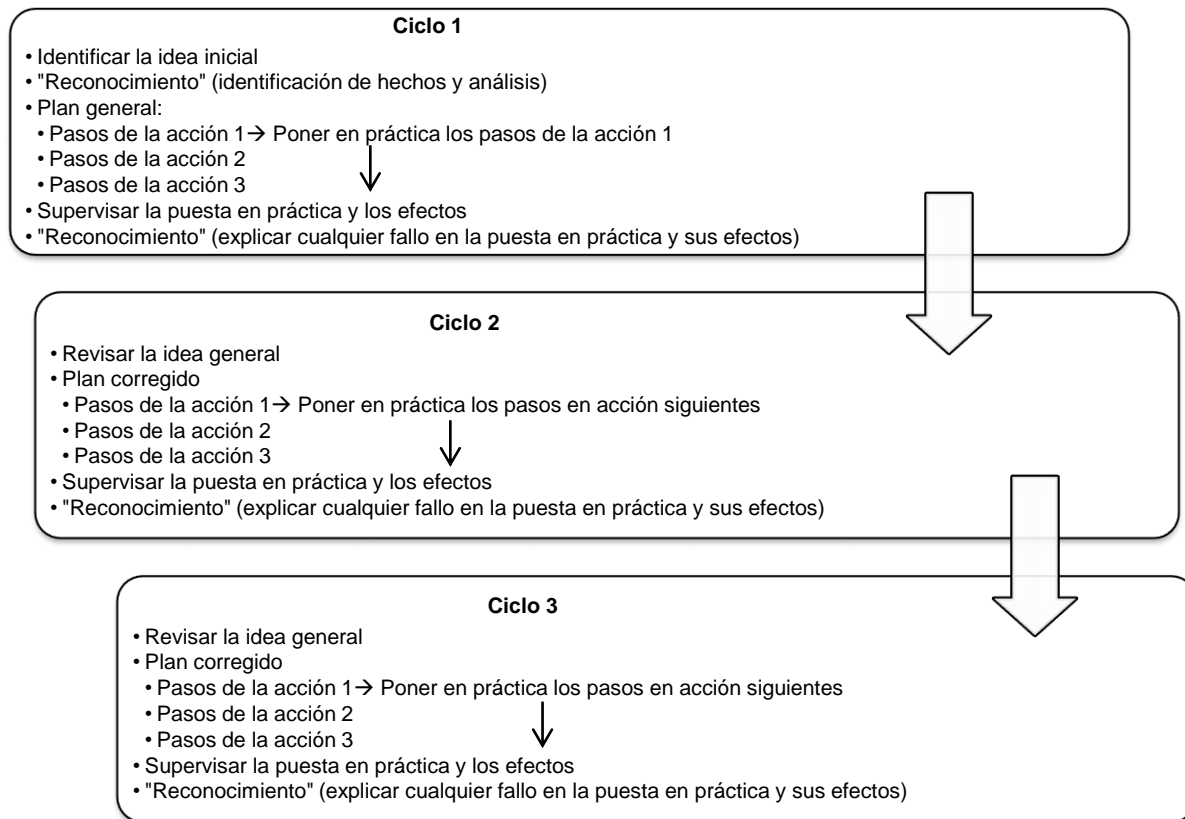 Ciclo 1
• Identificar la idea inicial
• "Reconocimiento" (identificación de hechos y análisis)
• Plan general:
• Pasos de la acción 1→ Poner en práctica los pasos de la acción 1
• Pasos de la acción 2
• Pasos de la acción 3
• Supervisar la puesta en práctica y los efectos
• "Reconocimiento" (explicar cualquier fallo en la puesta en práctica y sus efectos)
Ciclo 2
• Revisar la idea general
• Plan corregido
• Pasos de la acción 1→ Poner en práctica los pasos en acción siguientes
• Pasos de la acción 2
• Pasos de la acción 3
• Supervisar la puesta en práctica y los efectos
• "Reconocimiento" (explicar cualquier fallo en la puesta en práctica y sus efectos)
Ciclo 3
• Revisar la idea general
• Plan corregido
• Pasos de la acción 1→ Poner en práctica los pasos en acción siguientes
• Pasos de la acción 2
• Pasos de la acción 3
• Supervisar la puesta en práctica y los efectos
• "Reconocimiento" (explicar cualquier fallo en la puesta en práctica y sus efectos)